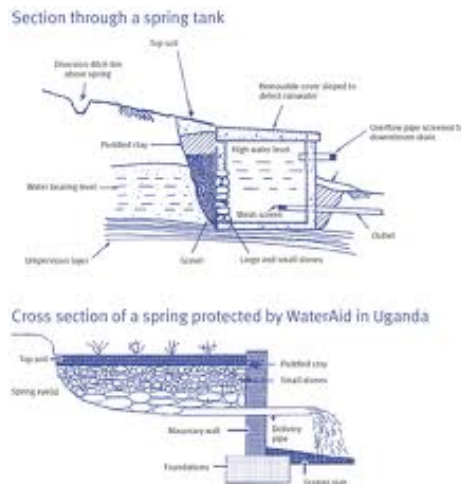 Section through a spring tank
Top soil
Diversion ditch 8m
above spring
Removable cover sloped to
deflect rainwater
Overflow pipe screened to
downstream drain
Puddled clay
High water level
Water bearing level
Mesh screen
Outlet
Impervious layer
Gravel
Large and small stones
Cross section of a spring protected by WaterAid in Uganda
Top soil
Puddled clay
Small stones
Spring eye(s)
Masonry wall
Delivery
pipe
Foundations